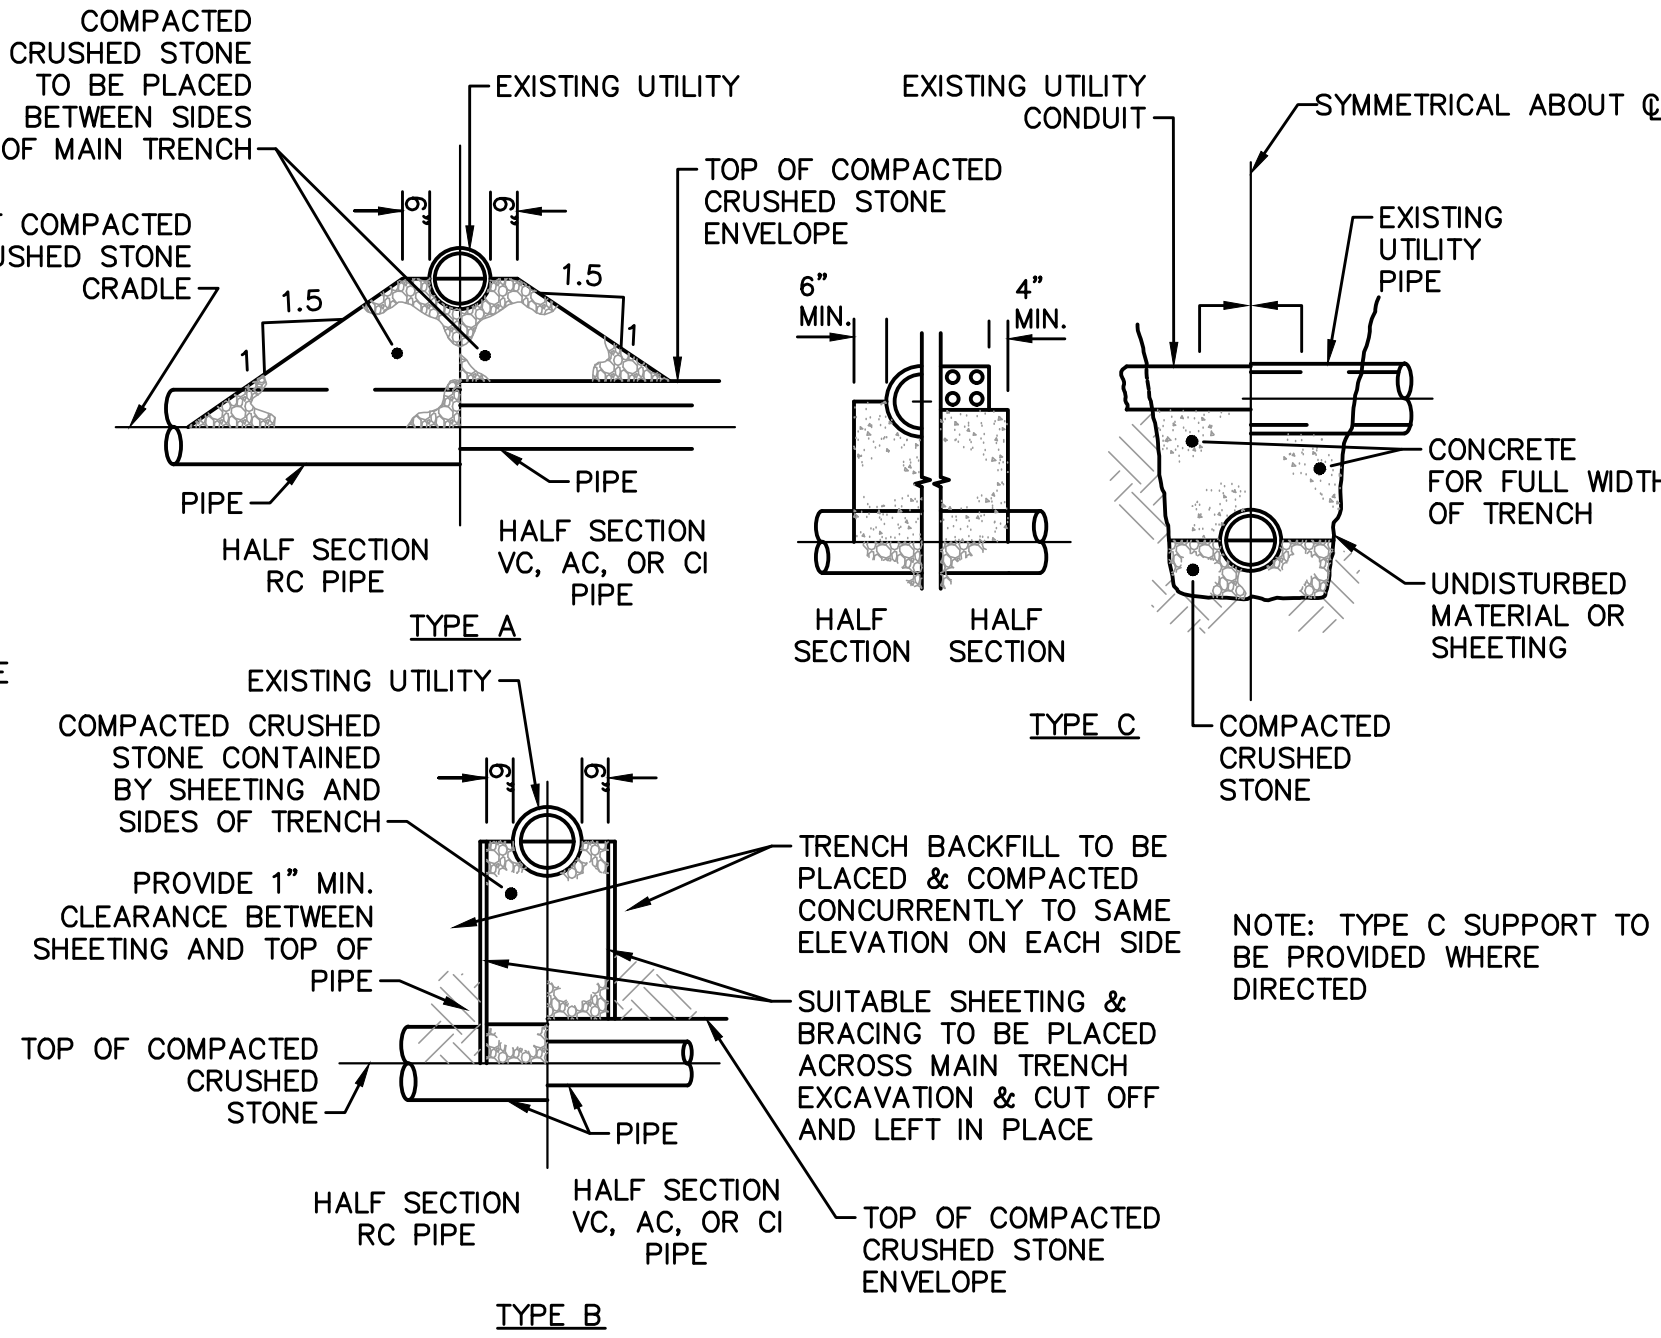 COMPACTED
CRUSHED STONE
TO BE PLACED
BETWEEN SIDES
OF MAIN TRENCH
EXISTING UTILITY
COMPACTED
STONE
CRADLE
9"
9"
1.5
1
1.5
1
TOP OF COMPACTED
CRUSHED STONE
ENVELOPE
PIPE
PIPE
HALF SECTION
RC PIPE
HALF SECTION
VC, AC, OR CI
PIPE
TYPE A
EXISTING UTILITY
CONDUIT
SYMMETRICAL ABOUT ℄
EXISTING
UTILITY
PIPE
6"
MIN.
4"
MIN.
CONCRETE
FOR FULL WIDTH
OF TRENCH
UNDISTURBED
MATERIAL OR
SHEETING
HALF
SECTION
HALF
SECTION
COMPACTED
CRUSHED
STONE
TYPE C
E
EXISTING UTILITY
COMPACTED CRUSHED
STONE CONTAINED
BY SHEETING AND
SIDES OF TRENCH
9"
9"
PROVIDE 1" MIN.
CLEARANCE BETWEEN
SHEETING AND TOP OF
PIPE
TOP OF COMPACTED
CRUSHED
STONE
TRENCH BACKFILL TO BE
PLACED & COMPACTED
CONCURRENTLY TO SAME
ELEVATION ON EACH SIDE
SUITABLE SHEETING &
BRACING TO BE PLACED
ACROSS MAIN TRENCH
EXCAVATION & CUT OFF
AND LEFT IN PLACE
PIPE
HALF SECTION
RC PIPE
HALF SECTION
VC, AC, OR CI
PIPE
TOP OF COMPACTED
CRUSHED STONE
ENVELOPE
TYPE B
NOTE: TYPE C SUPPORT TO
BE PROVIDED WHERE
DIRECTED